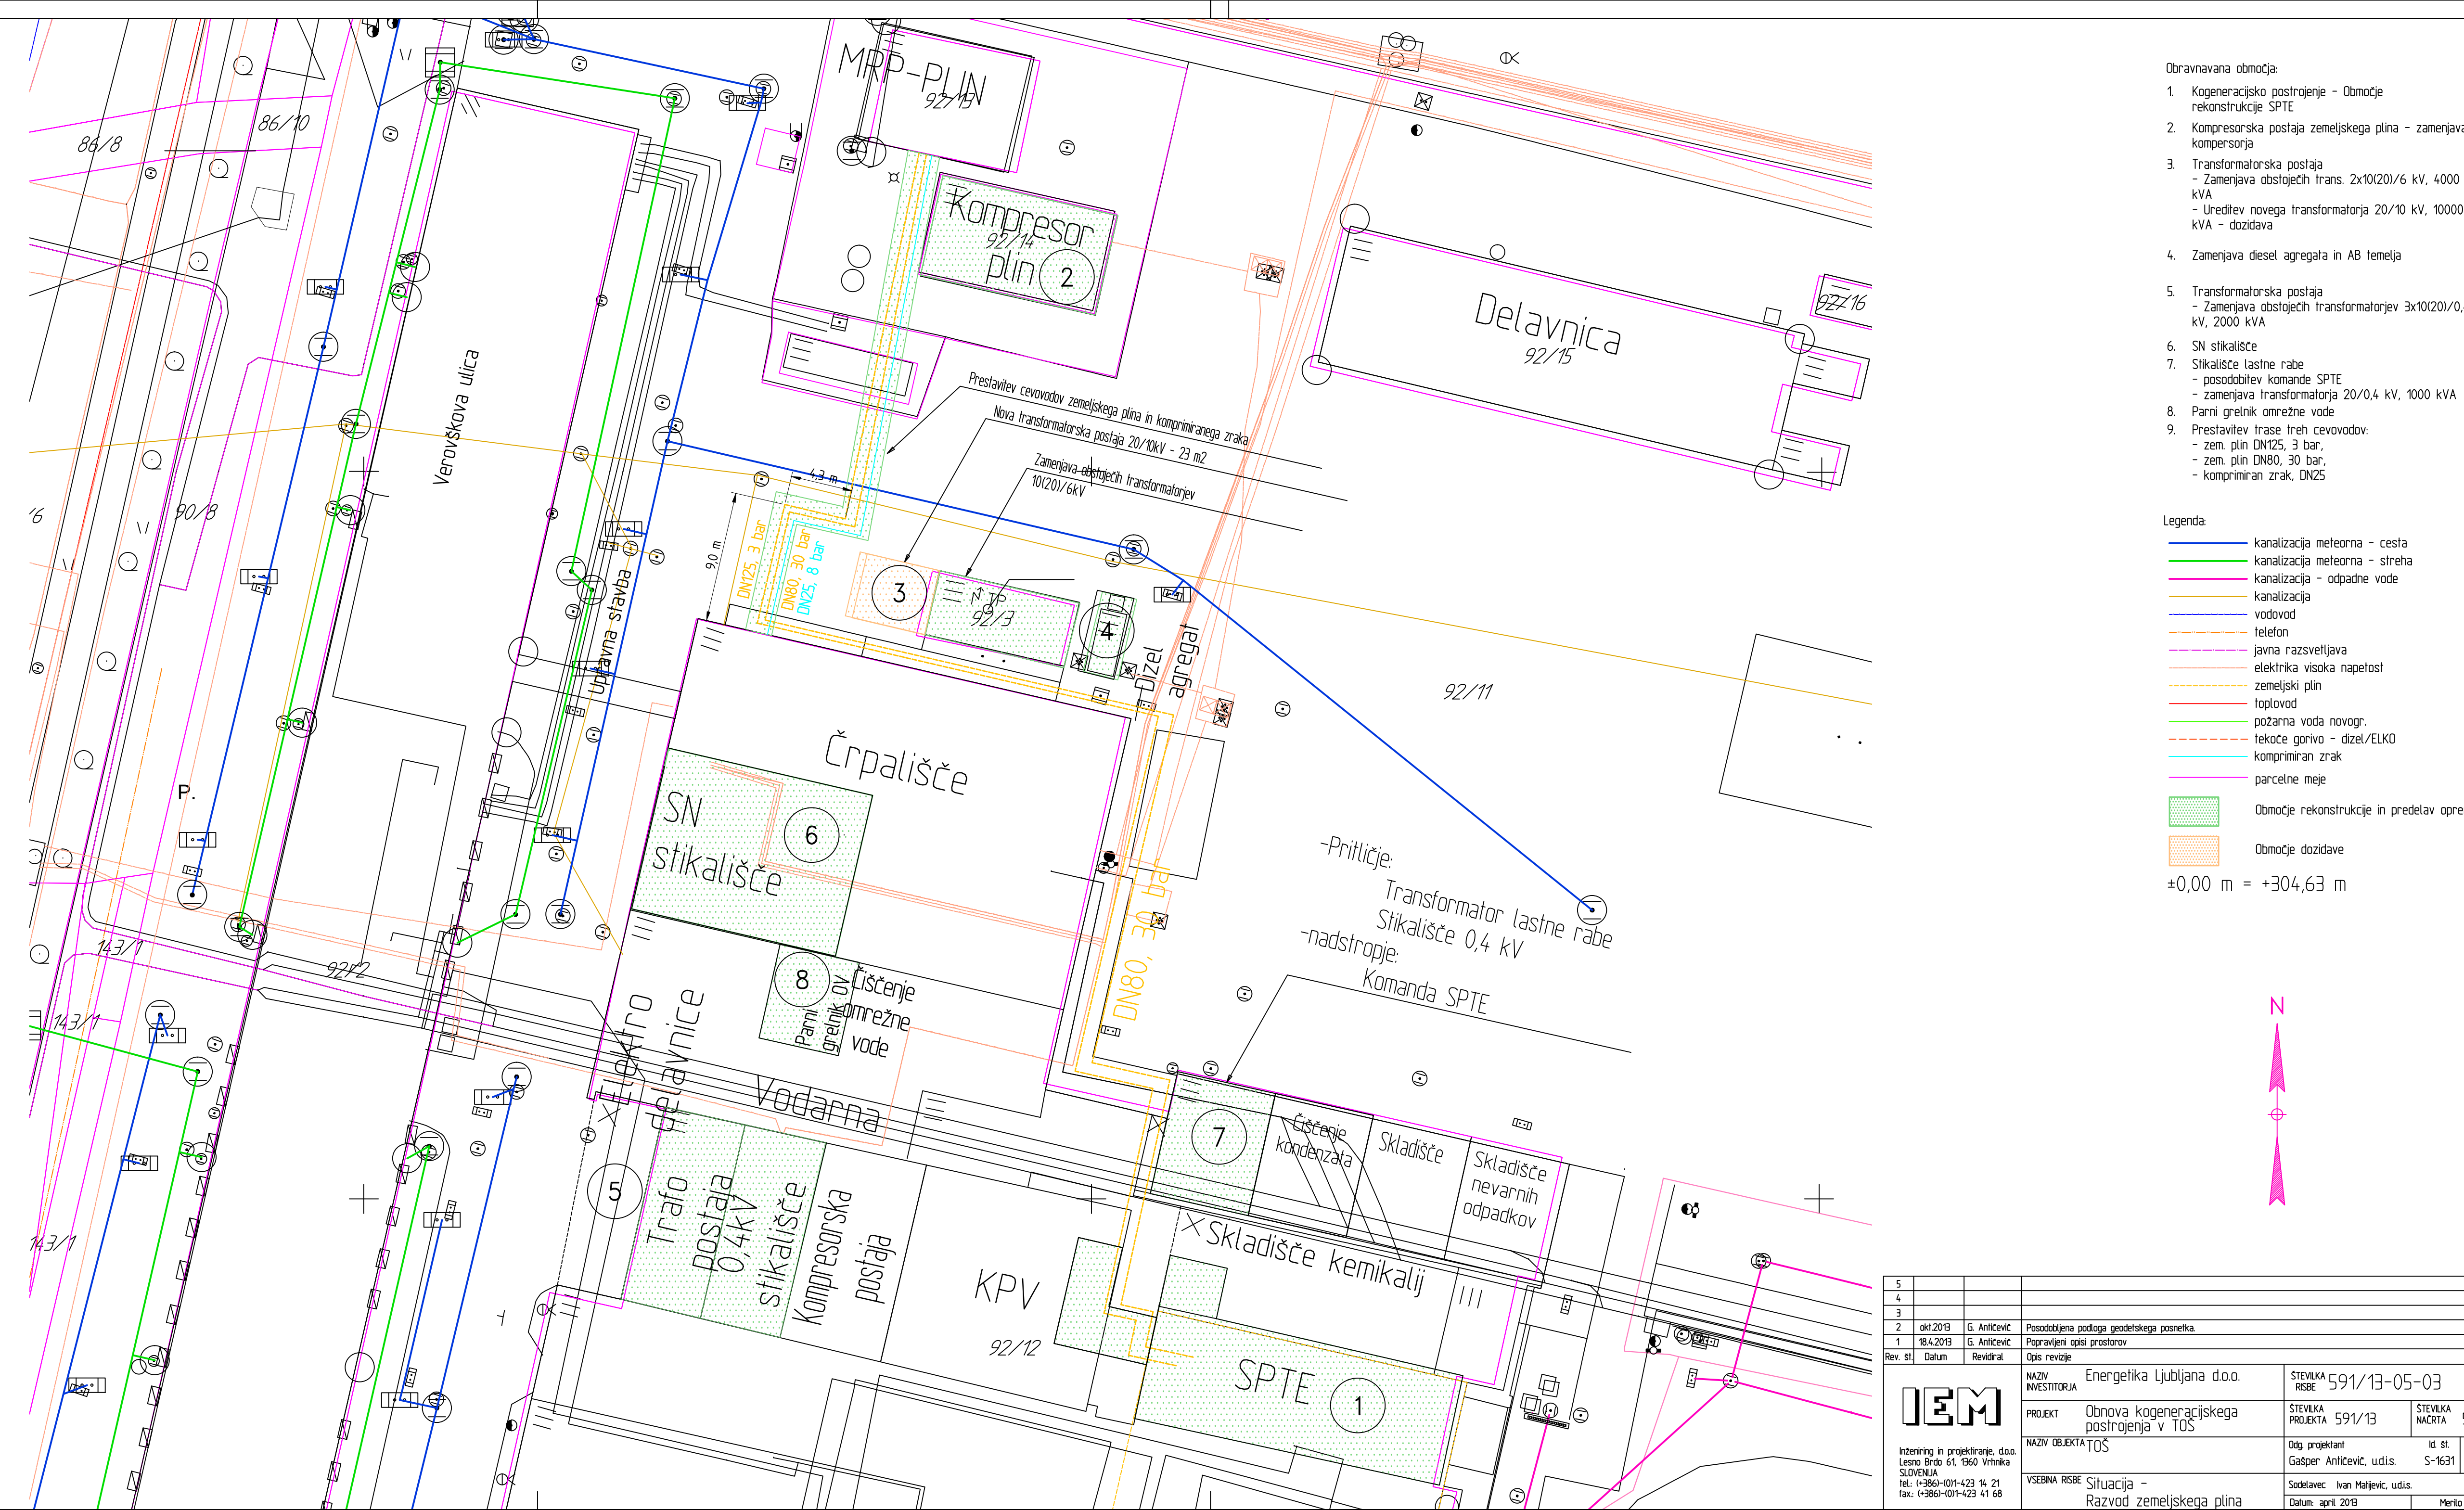 86/8
86/10
MRP-PLIN
92/13
Kompresor
92/14
plin
2
Delavnica
92/15
92/16
Verovškova ulica
90/8
Prestavitev cevovodov zemeljskega plina in komprimiranega zraka
Nova transformatorska postaja 20/10kV - 23 m2
Zamenjava obstoječih transformatorjev
10(20)/6kV
4,3 m
9,0 m
DN125, 3 bar
DN80, 30 bar
DN25, 8 bar
Upravna stavba
3
TP
92/3
4
Dizel
agregat
92/11
P.
Črpališče
SN
stikališče
6
8
Parni
grelnik OV
Čiščenje
omrežne
vode
DN80, 30 bar
-Pritličje:
Transformator lastne rabe
Stikališče 0,4 kV
-nadstropje:
Komanda SPTE
143/1
92/2
143/1
143/1
Elektro
delavnice
Vodarna
5
Trafo
postaja
0,4kV
stikališče
Kompresorska
postaja
KPV
92/12
7
Čiščenje
kondenzata
Skladišče
Skladišče
nevarnih
odpadkov
Skladišče kemikalij
SPTE
1
Obravnavana območja:
1. Kogeneracijsko postrojenje - Območje
rekonstrukcije SPTE
2. Kompresorska postaja zemeljskega plina - zamenjava
kompersorja
3. Transformatorska postaja
- Zamenjava obstoječih trans. 2x10(20)/6 kV, 4000
kVA
- Ureditev novega transformatorja 20/10 kV, 10000
kVA - dozidava
4. Zamenjava diesel agregata in AB temelja
5. Transformatorska postaja
- Zamenjava obstoječih transformatorjev 3x10(20)/0,
kV, 2000 kVA
6. SN stikališče
7. Stikališče lastne rabe
- posodobitev komande SPTE
- zamenjava transformatorja 20/0,4 kV, 1000 kVA
8. Parni grelnik omrežne vode
9. Prestavitev trase treh cevovodov:
- zem. plin DN125, 3 bar,
- zem. plin DN80, 30 bar,
- komprimiran zrak, DN25
Legenda:
kanalizacija meteorna - cesta
kanalizacija meteorna - streha
kanalizacija - odpadne vode
kanalizacija
vodovod
telefon
javna razsvetljava
elektrika visoka napetost
zemeljski plin
toplovod
požarna voda novogr.
tekoče gorivo - dizel/ELKO
komprimiran zrak
parcelne meje
Območje rekonstrukcije in predelav opre
Območje dozidave
±0,00 m = +304,63 m
N
5
4
3
2 okt.2013 G. Antičevič Posodobljena podloga geodetskega posnetka.
1 18.4.2013 G. Antičevič Popravljeni opisi prostorov
Rev. št. Datum Revidiral Opis revizije
IEM
Inženiring in projektiranje, d.o.o.
Lesno Brdo 61, 1360 Vrhnika
SLOVENIJA
tel.: (+386)-(0)1-423 14 21
fax.: (+386)-(0)1-423 41 68
NAZIV INVESTITORJA Energetika Ljubljana d.o.o.
ŠTEVILKA RISBE 591/13-05-03
PROJEKT Obnova kogeneracijskega
postrojenja v TOŠ
ŠTEVILKA PROJEKTA 591/13
ŠTEVILKA NAČRTA
NAZIV OBJEKTA TOŠ
Odg. projektant Id. št.
Gašper Antičevič, u.d.i.s. S-1631
VSEBINA RISBE Situacija -
Razvod zemeljskega plina
Sodelavec Ivan Matijevic, u.d.i.s.
Datum: april 2013 Merilo